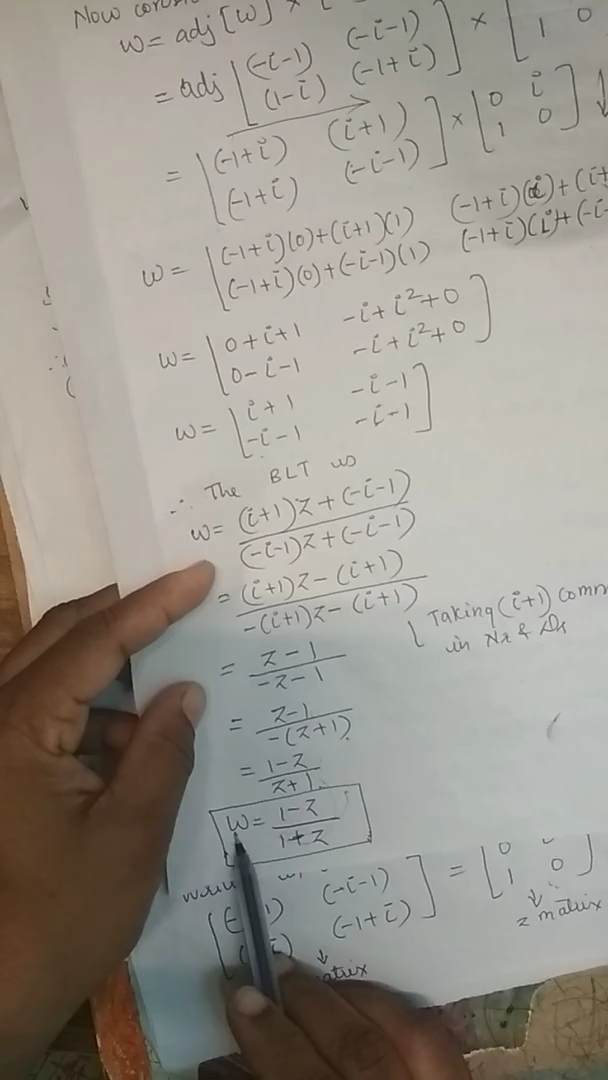 Now
w = adj [w] ×
= adj [(-i-1) (-i-1)] × [
[(1-i) (-1+i)] [1 0
= [(-1+i) (i+1)] × [0 i]
[(-1+i) (-i-1)] [1 0] ↓
w = [(-1+i)(0)+(i+1)(1) (-1+i)(i)+(i+
[(-1+i)(0)+(-i-1)(1) (-1+i)(i)+(-i-
w = [0+i+1 -i+i²+0]
[0-i-1 -i+i²+0]
w = [i+1 -i-1]
[-i-1 -i-1]
∴ The BLT is
w = (i+1)z+(-i-1) / (-i-1)z+(-i-1)
= (i+1)z-(i+1) / -(i+1)z-(i+1)
[Taking (i+1) comm
in Nr & Dr
= z-1 / -z-1
= z-1 / -(z+1)
= 1-z / z+1
w = 1-z / 1+z
(-i-1)] = [0
(-1+i)] [1 0]
↓ ↓
z matrix